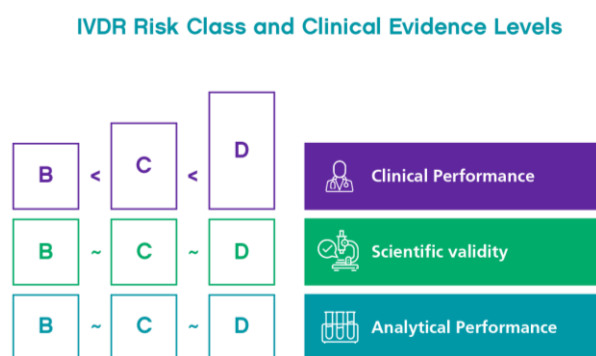 IVDR Risk Class and Clinical Evidence Levels
B < C < D Clinical Performance
B ~ C ~ D Scientific validity
B ~ C ~ D Analytical Performance